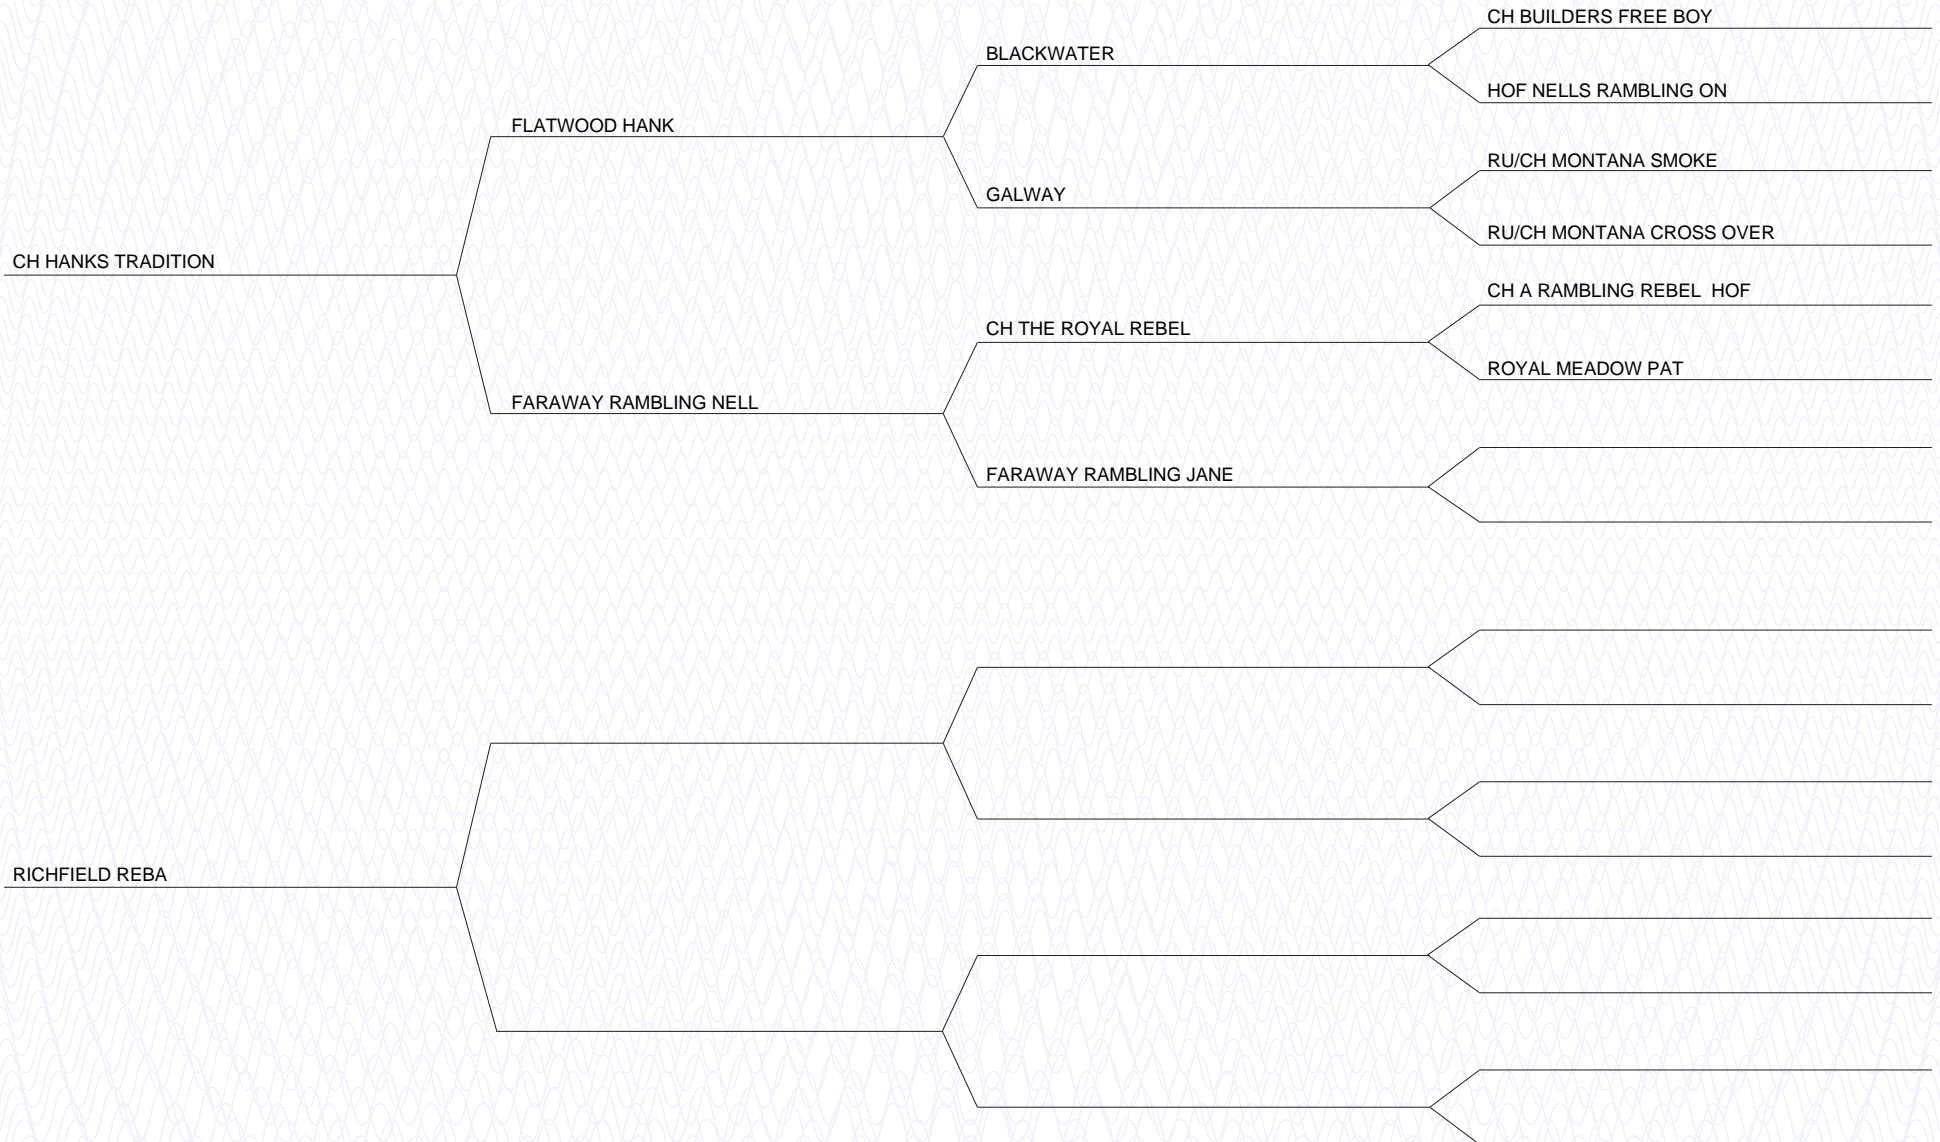 CH BUILDERS FREE BOY
BLACKWATER
HOF NELLS RAMBLING ON
FLATWOOD HANK
RU/CH MONTANA SMOKE
GALWAY
RU/CH MONTANA CROSS OVER
CH HANKS TRADITION
CH A RAMBLING REBEL  HOF
CH THE ROYAL REBEL
ROYAL MEADOW PAT
FARAWAY RAMBLING NELL
FARAWAY RAMBLING JANE
RICHFIELD REBA